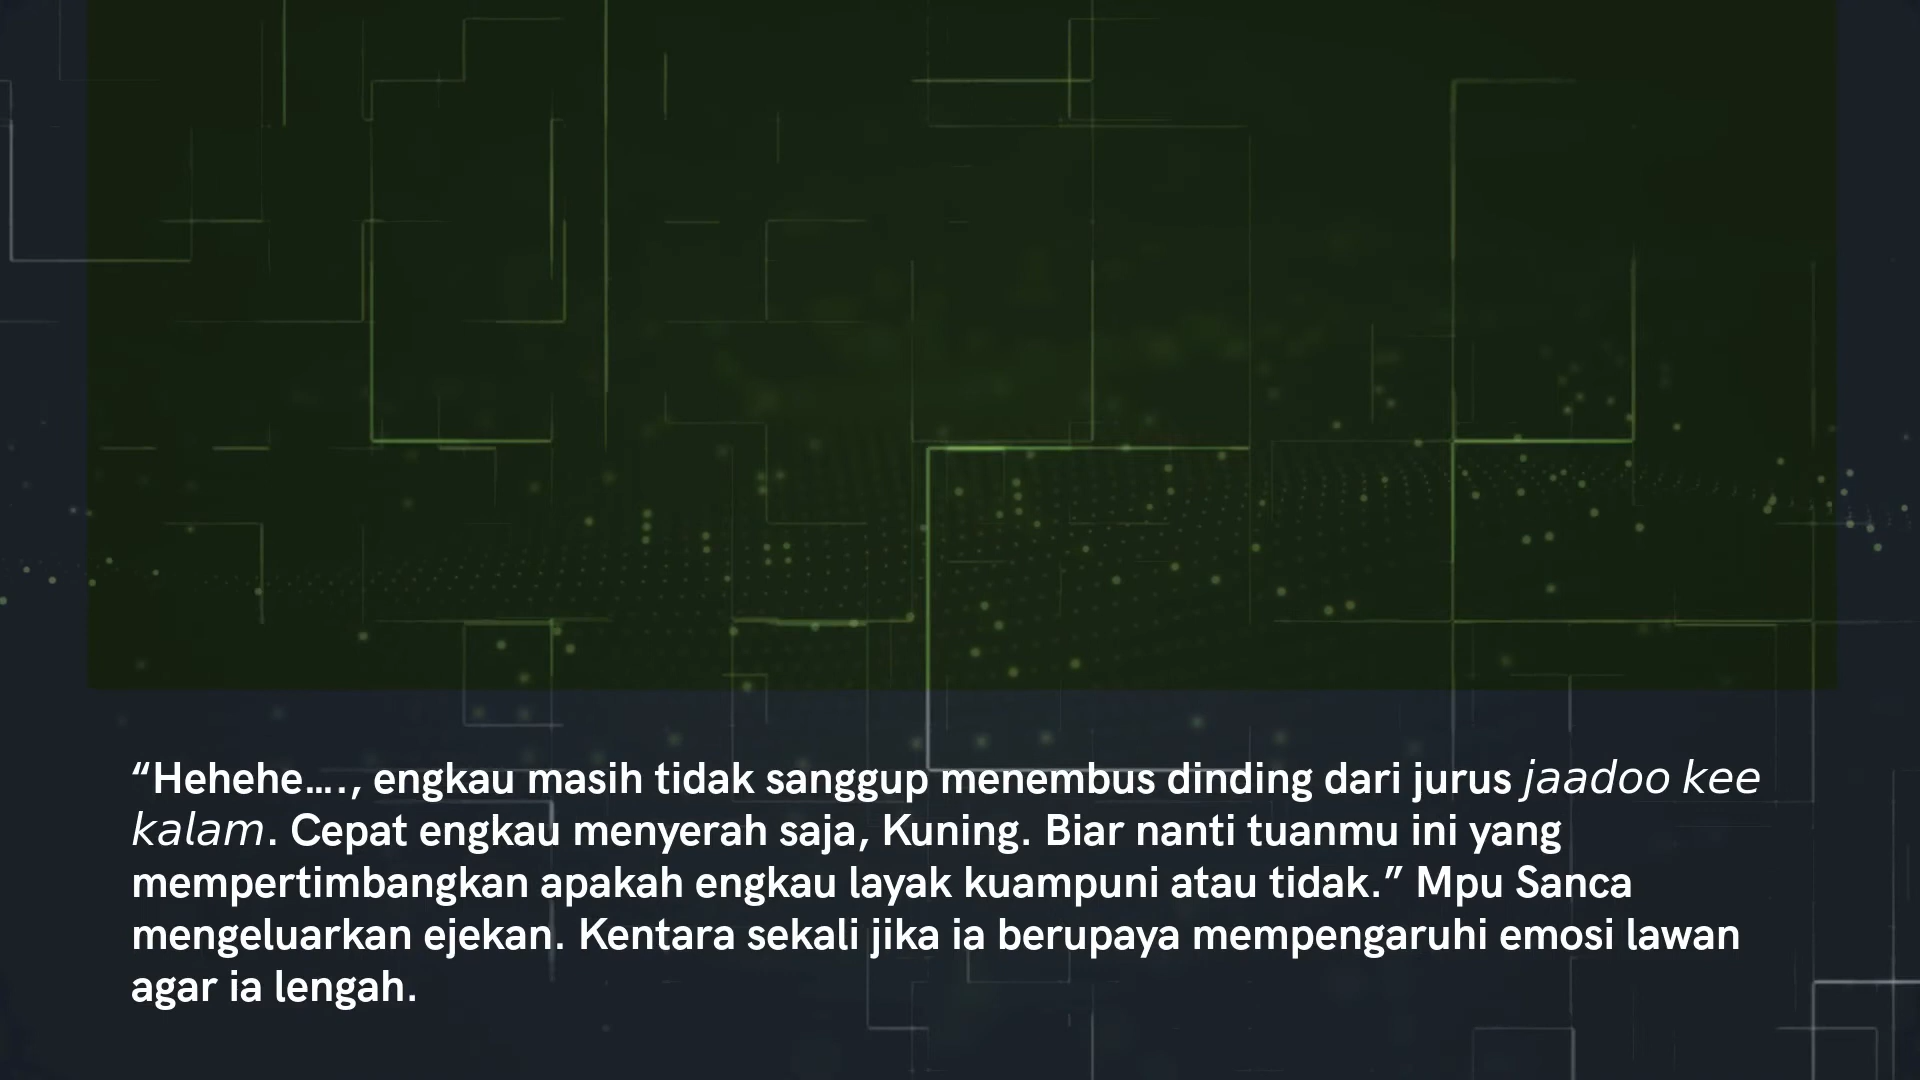 “Hehehe…., engkau masih tidak sanggup menembus dinding dari jurus jaadoo kee
kalam. Cepat engkau menyerah saja, Kuning. Biar nanti tuanmu ini yang
mempertimbangkan apakah engkau layak kuampuni atau tidak.” Mpu Sanca
mengeluarkan ejekan. Kentara sekali jika ia berupaya mempengaruhi emosi lawan
agar ia lengah.